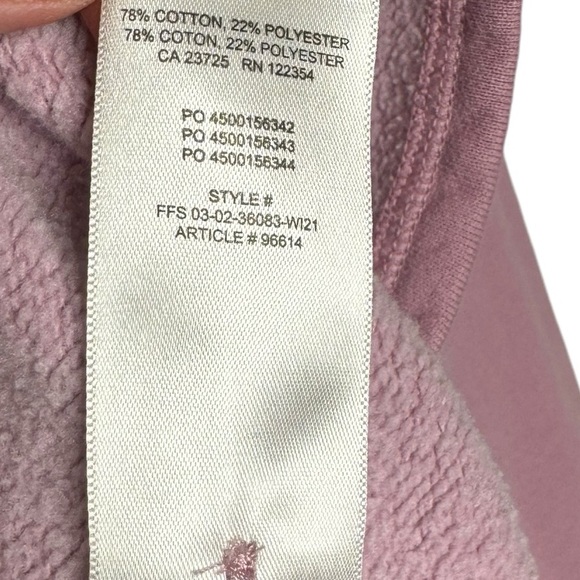 78% COTTON, 22% POLYESTER
78% COTON, 22% POLYESTER
CA 23725 RN 122354
PO 4500156342
PO 4500156343
PO 4500156344
STYLE #
FFS 03-02-36083-WI21
ARTICLE # 96614